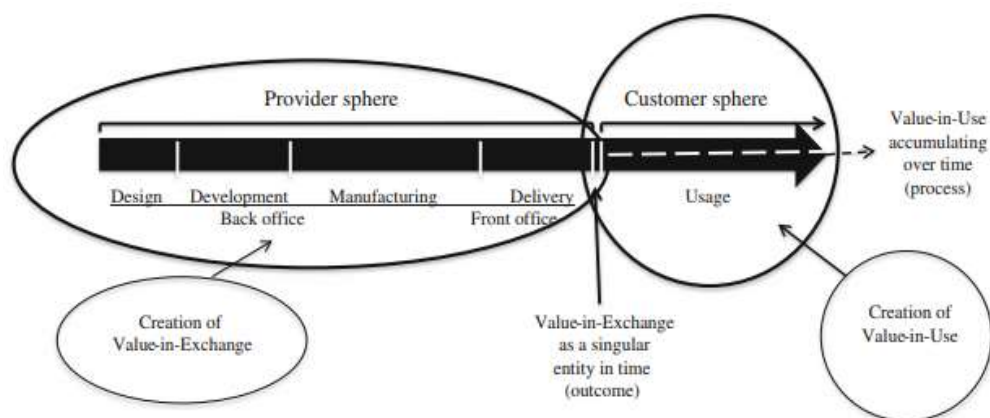 Provider sphere
Customer sphere
Value-in-Use
accumulating
over time
(process)
Design Development Manufacturing Delivery
Usage
Back office Front office
Creation of
Value-in-Exchange
Value-in-Exchange
as a singular
entity in time
(outcome)
Creation of
Value-in-Use